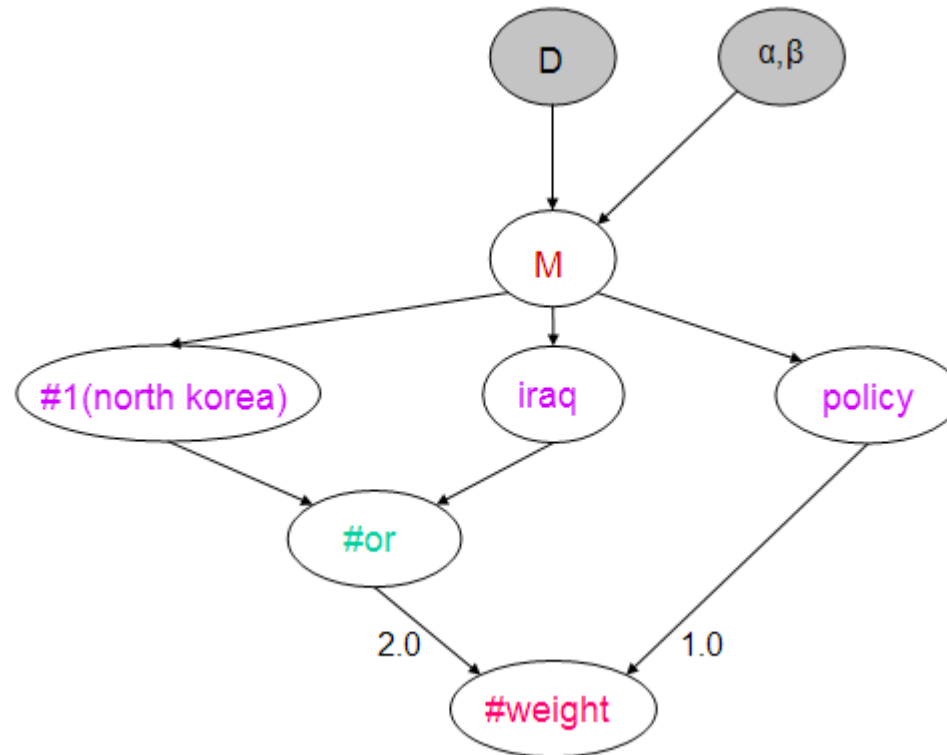 D
α,β
M
#1(north korea)
iraq
policy
#or
2.0
1.0
#weight